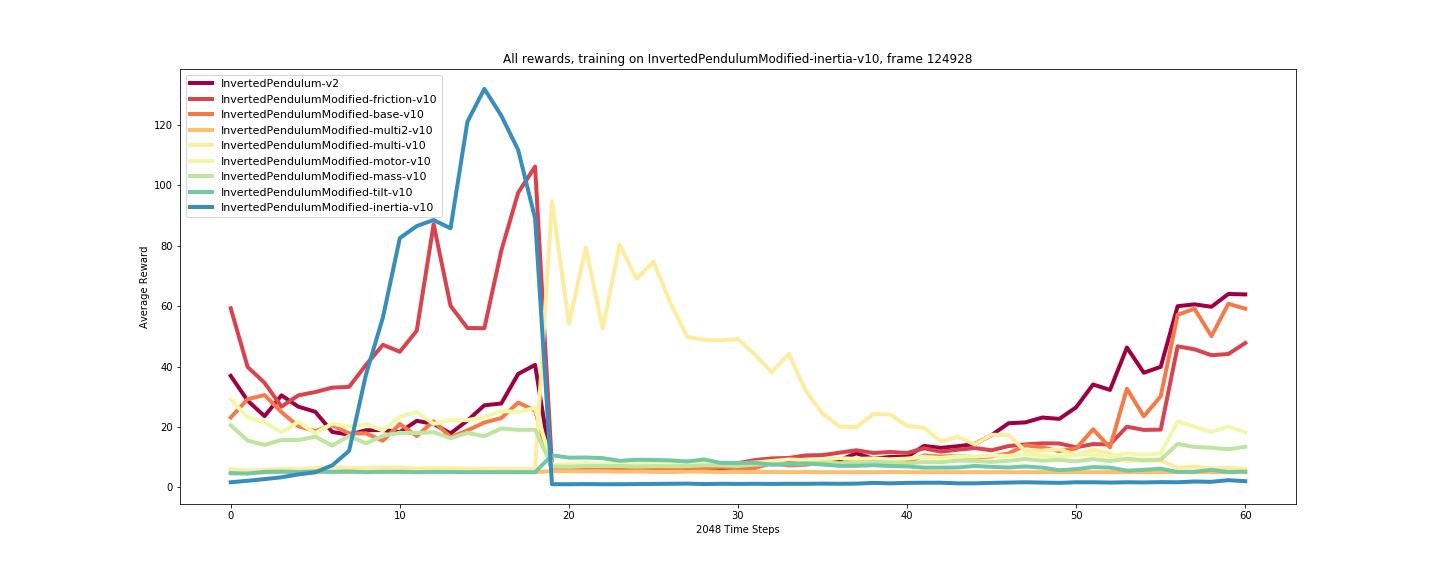 All rewards, training on InvertedPendulumModified-inertia-v10, frame 124928
InvertedPendulum-v2
InvertedPendulumModified-friction-v10
InvertedPendulumModified-base-v10
InvertedPendulumModified-multi2-v10
InvertedPendulumModified-multi-v10
InvertedPendulumModified-motor-v10
InvertedPendulumModified-mass-v10
InvertedPendulumModified-tilt-v10
InvertedPendulumModified-inertia-v10
120
100
80
60
40
20
0
Average Reward
0 10 20 30 40 50 60
2048 Time Steps